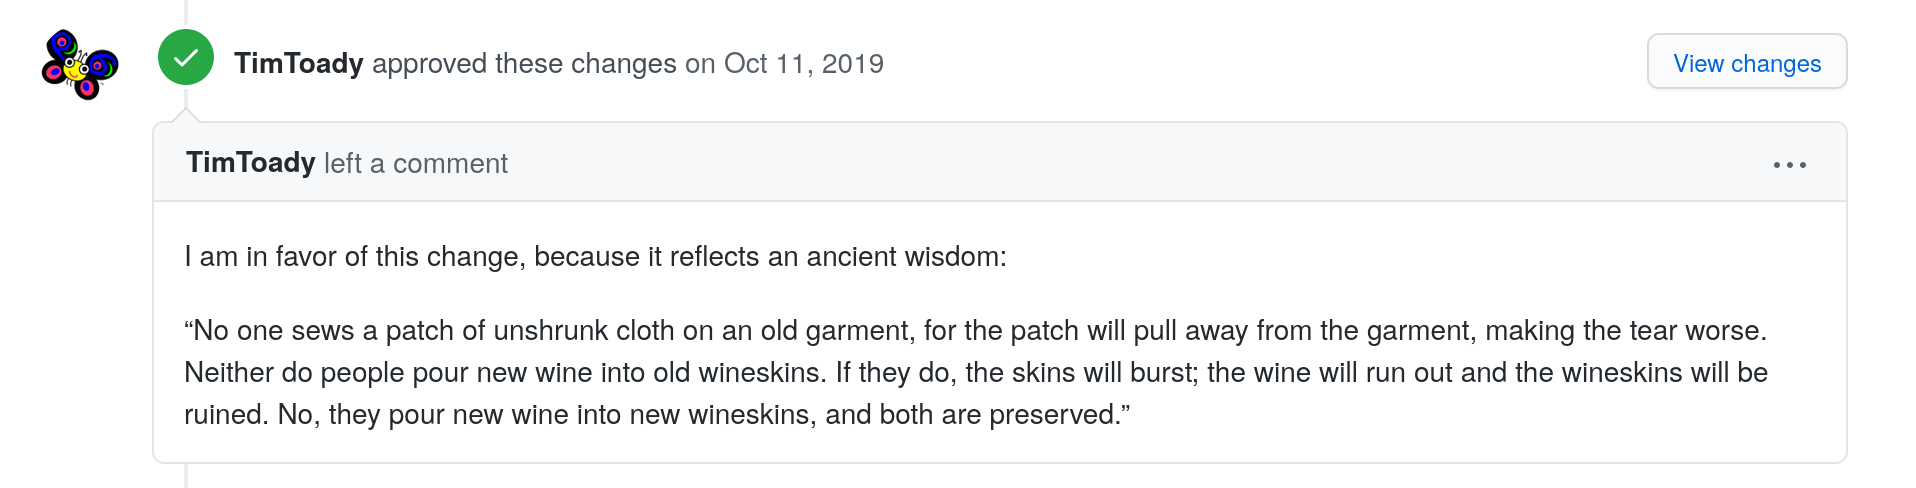 TimToady approved these changes on Oct 11, 2019
View changes
TimToady left a comment
I am in favor of this change, because it reflects an ancient wisdom:
“No one sews a patch of unshrunk cloth on an old garment, for the patch will pull away from the garment, making the tear worse.
Neither do people pour new wine into old wineskins. If they do, the skins will burst; the wine will run out and the wineskins will be
ruined. No, they pour new wine into new wineskins, and both are preserved.”